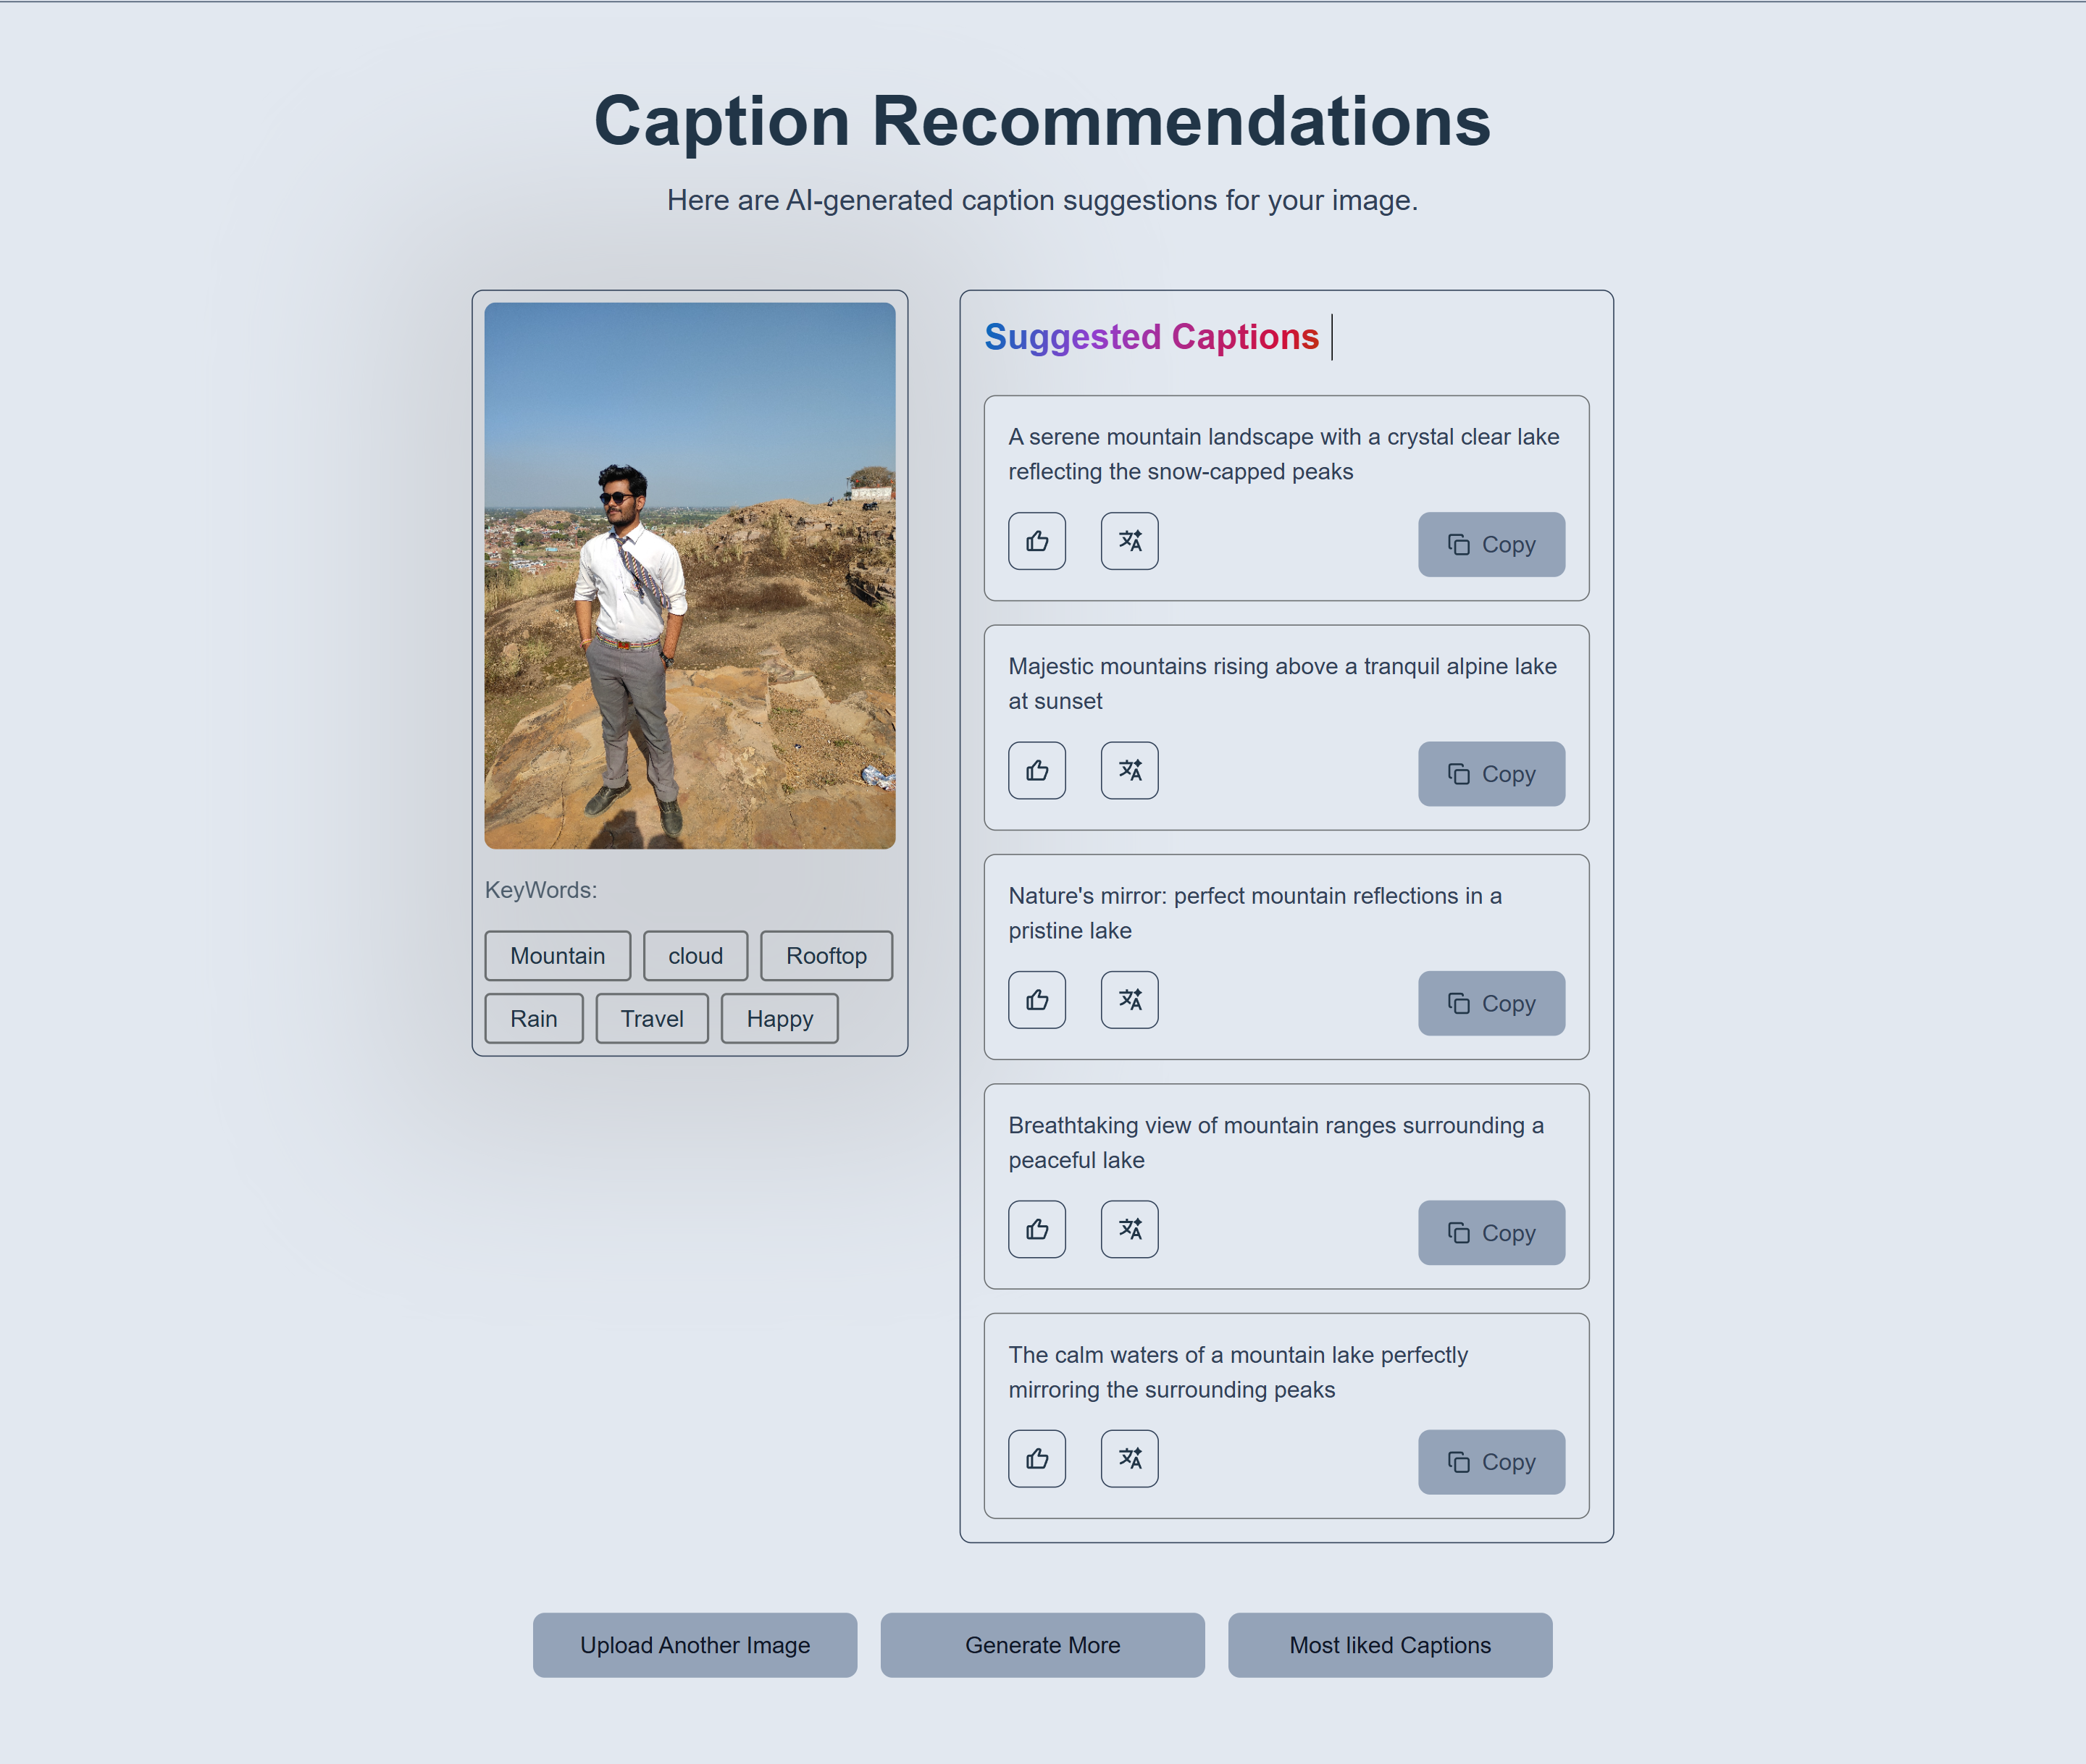 Caption Recommendations
Here are AI-generated caption suggestions for your image.
KeyWords:
Mountain
cloud
Rooftop
Rain
Travel
Happy
Suggested Captions
A serene mountain landscape with a crystal clear lake
reflecting the snow-capped peaks
Copy
Majestic mountains rising above a tranquil alpine lake
at sunset
Copy
Nature's mirror: perfect mountain reflections in a
pristine lake
Copy
Breathtaking view of mountain ranges surrounding a
peaceful lake
Copy
The calm waters of a mountain lake perfectly
mirroring the surrounding peaks
Copy
Upload Another Image
Generate More
Most liked Captions